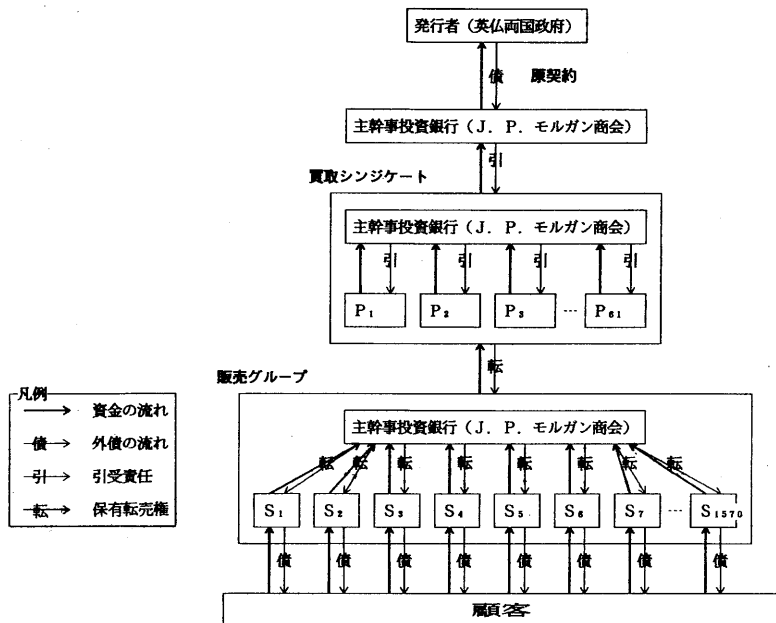 発行者（英仏両国政府）
債 原契約
主幹事投資銀行（J．P．モルガン商会）
引
買取シンジケート
主幹事投資銀行（J．P．モルガン商会）
引 引 引 引
P1 P2 P3 … P61
転
販売グループ
主幹事投資銀行（J．P．モルガン商会）
転 転 転 転 転 転 転 転
S1 S2 S3 S4 S5 S6 S7 … S1570
債 債 債 債 債 債 債 債
顧客
凡例
資金の流れ
債 外債の流れ
引 引受責任
転 保有転売権